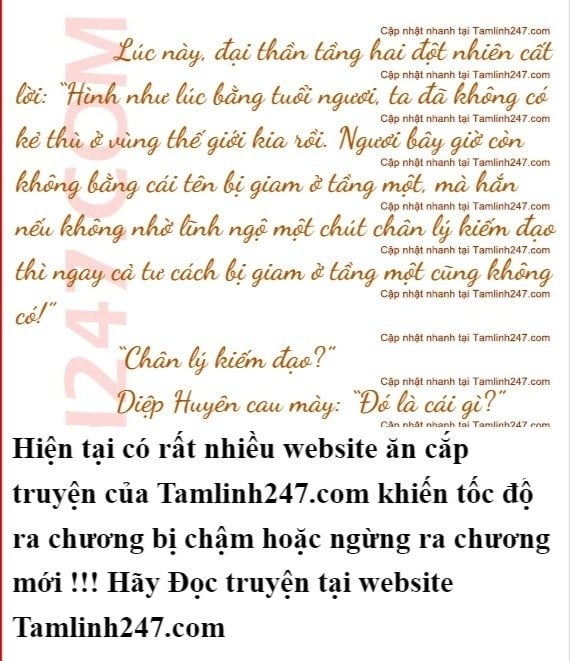 Cập nhật nhanh tại Tamlinh247.com
Lúc này, đại thần tầng hai đột nhiên cất
Cập nhật nhanh tại Tamlinh247.com
lời: "Hình như lúc bằng tuổi ngươi, ta đã không có
Cập nhật nhanh tại Tamlinh247.com
kẻ thù ở vùng thế giới kia rồi. Ngươi bây giờ còn
Cập nhật nhanh tại Tamlinh247.com
không bằng cái tên bị giam ở tầng một, mà hắn
Cập nhật nhanh tại Tamlinh247.com
nếu không nhờ lĩnh ngộ một chút chân lý kiếm đạo
Cập nhật nhanh tại Tamlinh247.com
thì ngay cả tư cách bị giam ở tầng một cũng không
Cập nhật nhanh tại Tamlinh247.com
có!"
Cập nhật nhanh tại Tamlinh247.com
"Chân lý kiếm đạo?"
Cập nhật nhanh tại Tamlinh247.com
Diệp Huyên cau mày: "Đó là cái gì?"
Cập nhật nhanh tại Tamlinh247.com
I247 COM
Hiện tại có rất nhiều website ăn cắp
truyện của Tamlinh247.com khiến tốc độ
ra chương bị chậm hoặc ngừng ra chương
mới !!! Hãy Đọc truyện tại website
Tamlinh247.com